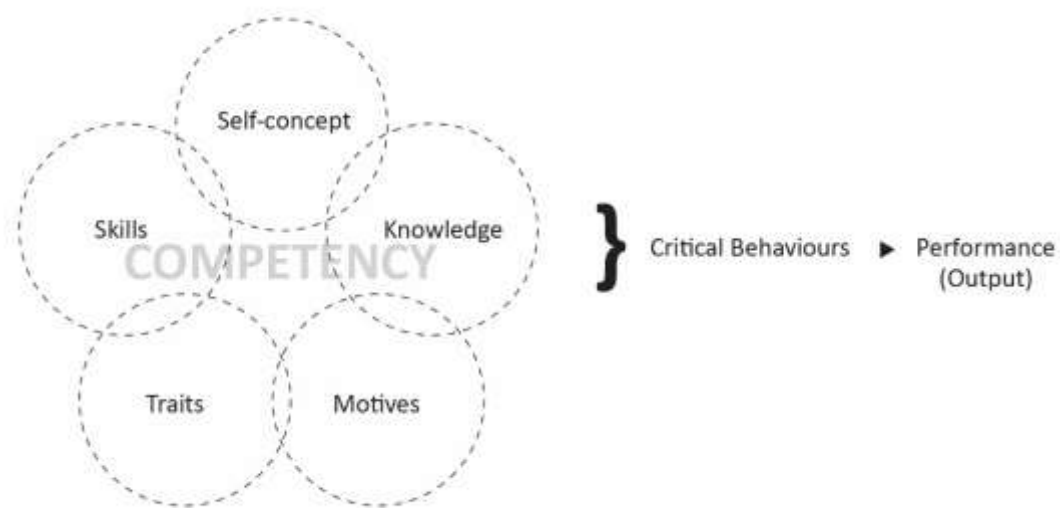 Self-concept
Skills
Knowledge
COMPETENCY
}
Critical Behaviours
▶
Performance
(Output)
Traits
Motives